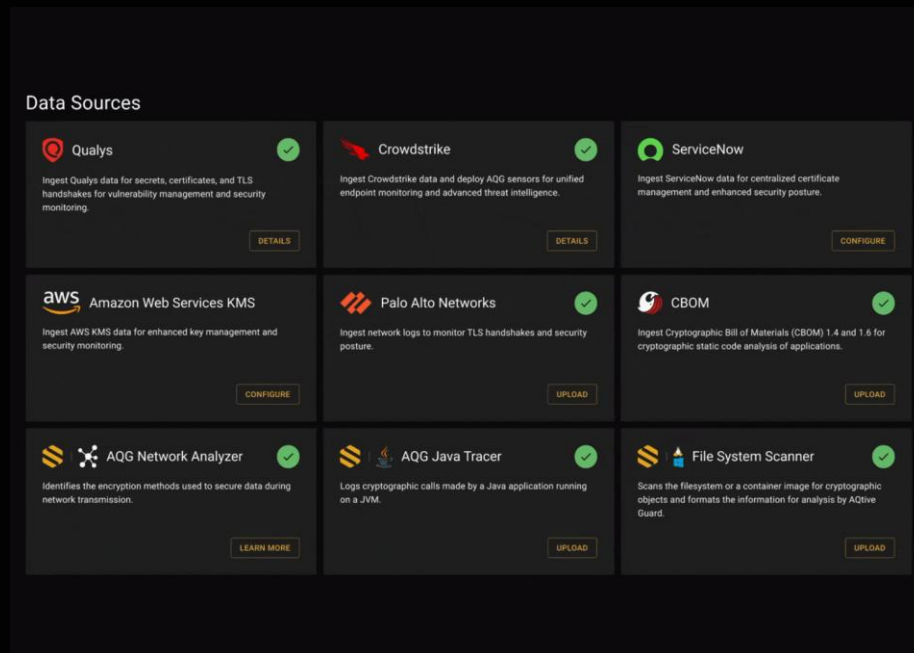 Data Sources
Qualys
Ingest Qualys data for secrets, certificates, and TLS
handshakes for vulnerability management and security
monitoring.
DETAILS
Crowdstrike
Ingest Crowdstrike data and deploy AQG sensors for unified
endpoint monitoring and advanced threat intelligence.
DETAILS
ServiceNow
Ingest ServiceNow data for centralized certificate
management and enhanced security posture.
CONFIGURE
aws Amazon Web Services KMS
Ingest AWS KMS data for enhanced key management and
security monitoring.
CONFIGURE
Palo Alto Networks
Ingest network logs to monitor TLS handshakes and security
posture.
UPLOAD
CBOM
Ingest Cryptographic Bill of Materials (CBOM) 1.4 and 1.6 for
cryptographic static code analysis of applications.
UPLOAD
AQG Network Analyzer
Identifies the encryption methods used to secure data during
network transmission.
LEARN MORE
AQG Java Tracer
Logs cryptographic calls made by a Java application running
on a JVM.
UPLOAD
File System Scanner
Scans the filesystem or a container image for cryptographic
objects and formats the information for analysis by AQtive
Guard.
UPLOAD